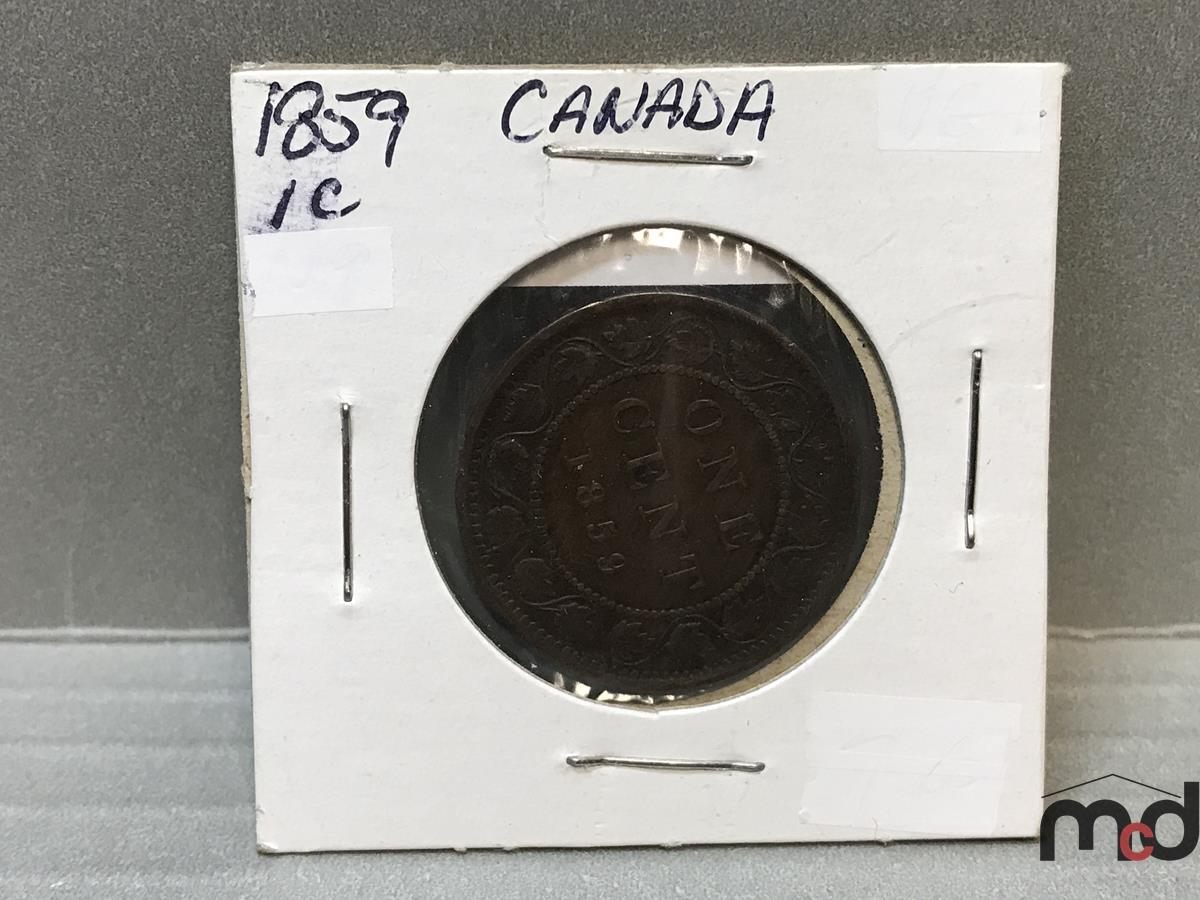 1859 CANADA
1C
ONE
CENT
1859
mcd